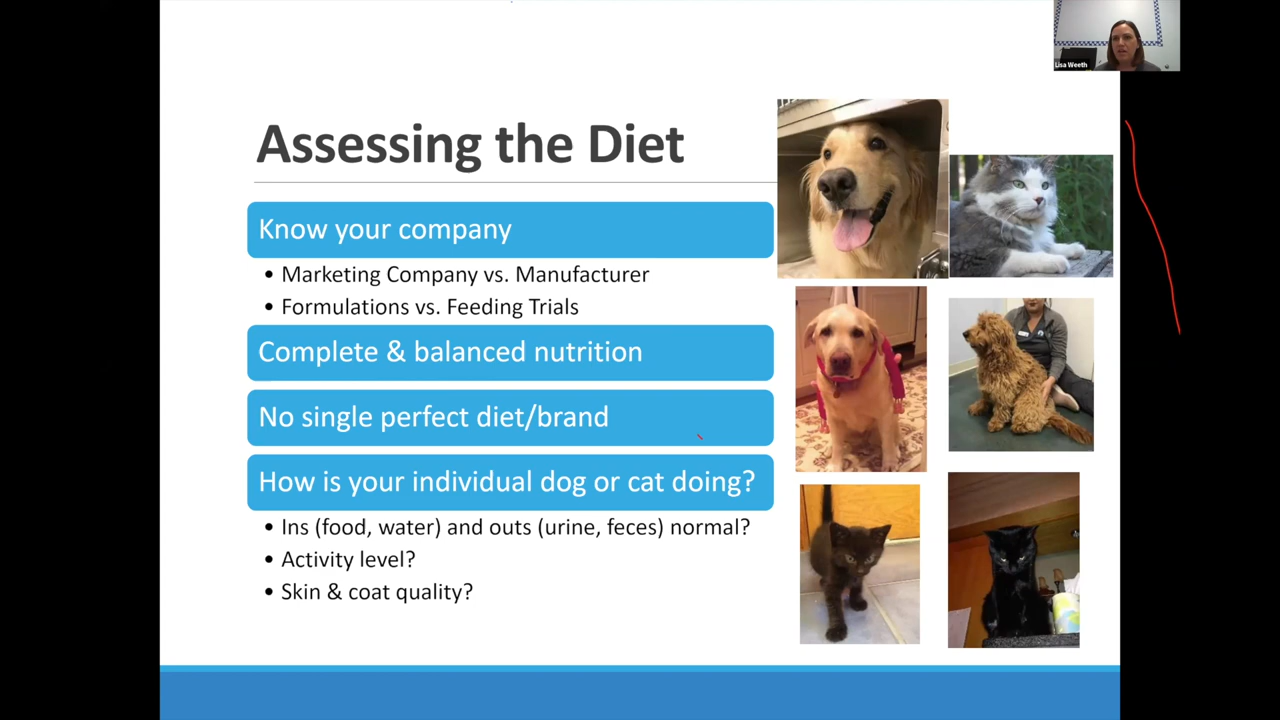 Lisa Weeth
Assessing the Diet
Know your company
• Marketing Company vs. Manufacturer
• Formulations vs. Feeding Trials
Complete & balanced nutrition
No single perfect diet/brand
How is your individual dog or cat doing?
• Ins (food, water) and outs (urine, feces) normal?
• Activity level?
• Skin & coat quality?